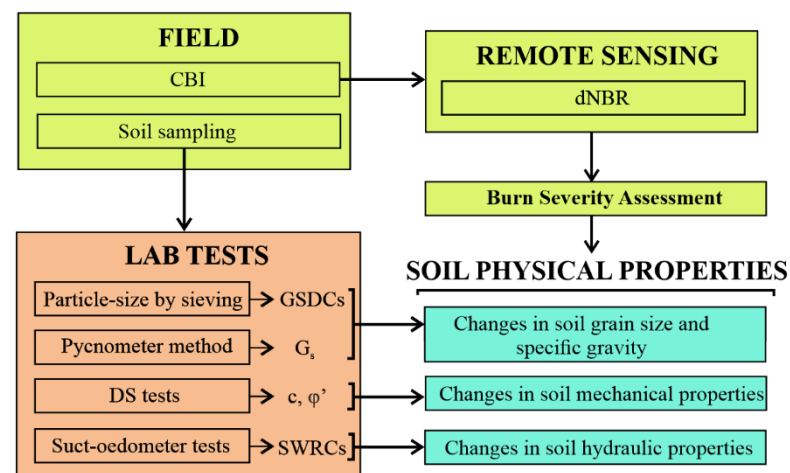 FIELD
CBI
Soil sampling
REMOTE SENSING
dNBR
Burn Severity Assessment
LAB TESTS
Particle-size by sieving
GSDCs
Pycnometer method
Gs
DS tests
c, φ’
Suct-oedometer tests
SWRCs
SOIL PHYSICAL PROPERTIES
Changes in soil grain size and
specific gravity
Changes in soil mechanical properties
Changes in soil hydraulic properties